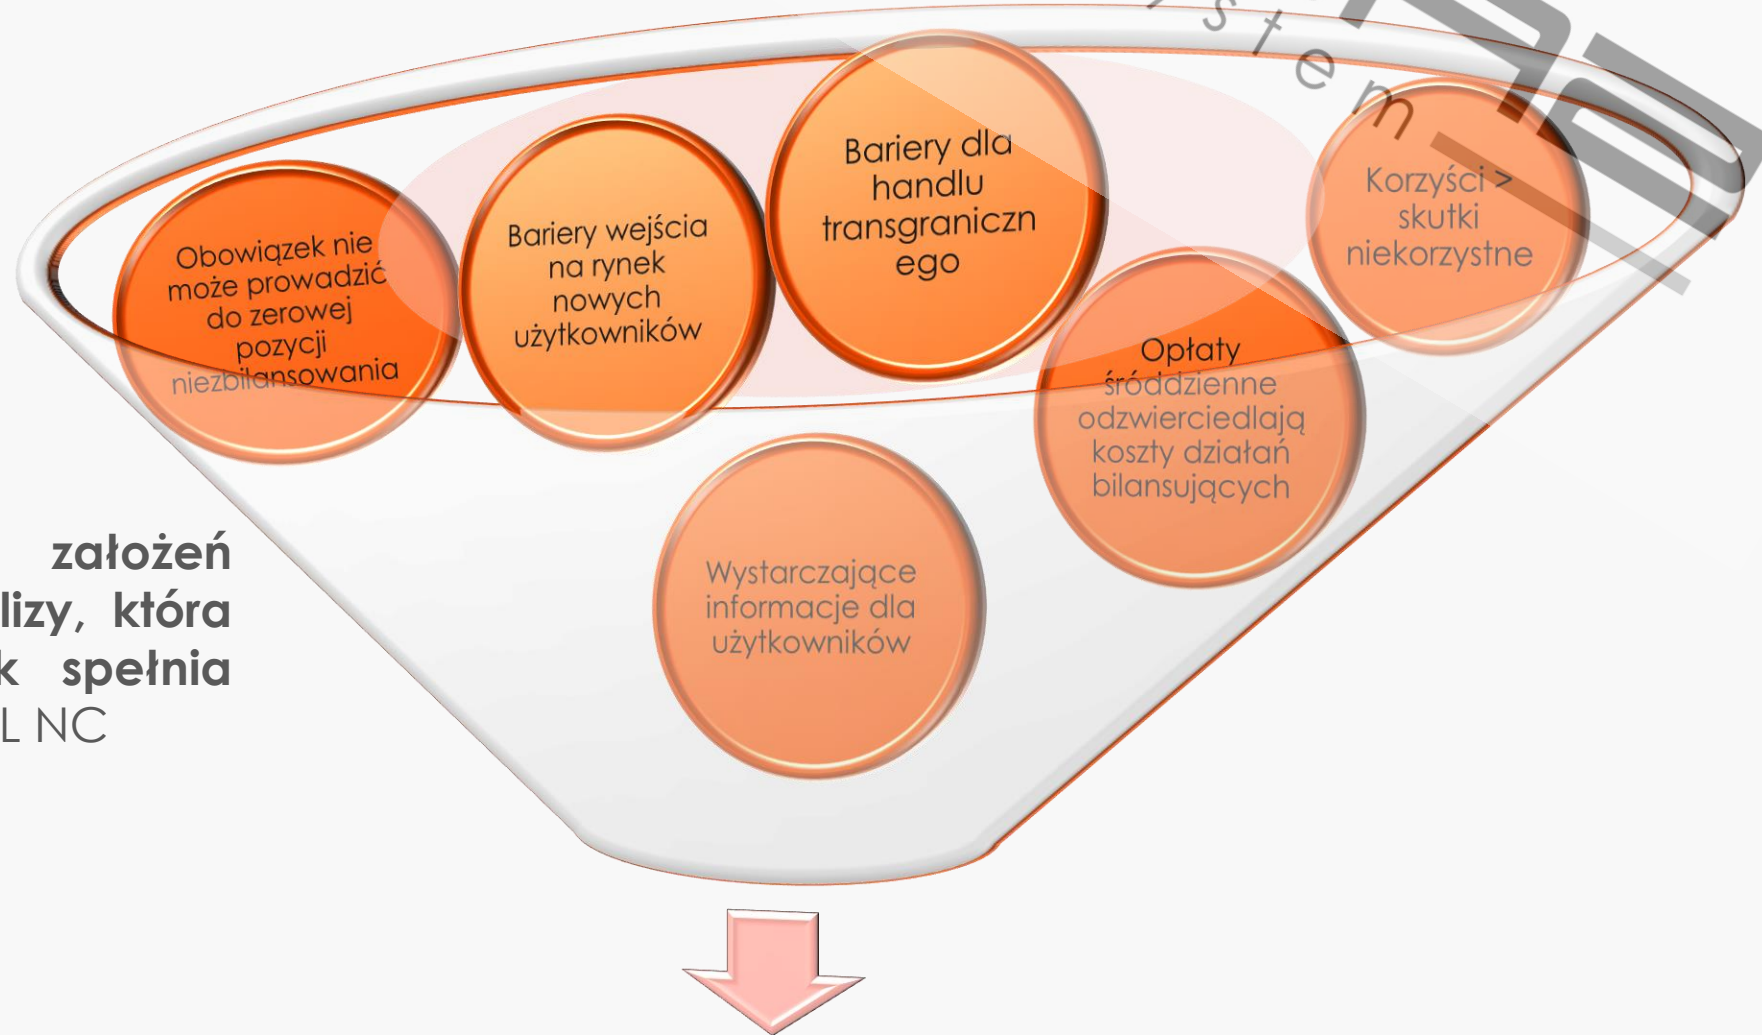 Obowiązek nie
może prowadzić
do zerowej
pozycji
niezbilansowania
Bariery wejścia
na rynek
nowych
użytkowników
Bariery dla
handlu
transgraniczn
ego
Korzyści >
skutki
niekorzystne
Opłaty
śróddzienne
odzwierciedlają
koszty działań
bilansujących
Wystarczające
informacje dla
użytkowników
założeń
lizy, która
k spełnia
L NC
stem